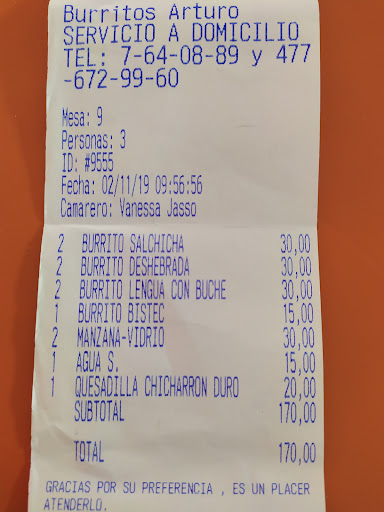 Burritos Arturo
SERVICIO A DOMICILIO
TEL: 7-64-08-89 y 477
-672-99-60
Mesa: 9
Personas: 3
ID: #9555
Fecha: 02/11/19 09:56:56
Camarero: Vanessa Jasso
2 BURRITO SALCHICHA 30,00
2 BURRITO DESHEBRADA 30,00
2 BURRITO LENGUA CON BUCHE 30,00
1 BURRITO BISTEC 15,00
2 MANZANA-VIDRIO 30,00
1 AGUA S. 15,00
1 QUESADILLA CHICHARRON DURO 20,00
SUBTOTAL 170,00
TOTAL 170,00
GRACIAS POR SU PREFERENCIA , ES UN PLACER
ATENDERLO.